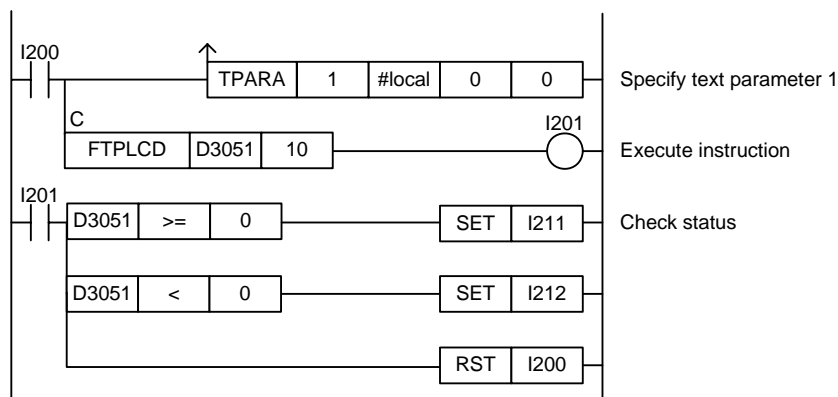 I200
TPARA 1 #local 0 0 Specify text parameter 1
C I201
FTPLCD D3051 10 Execute instruction
I201
D3051 >= 0 SET I211 Check status
D3051 < 0 SET I212
RST I200